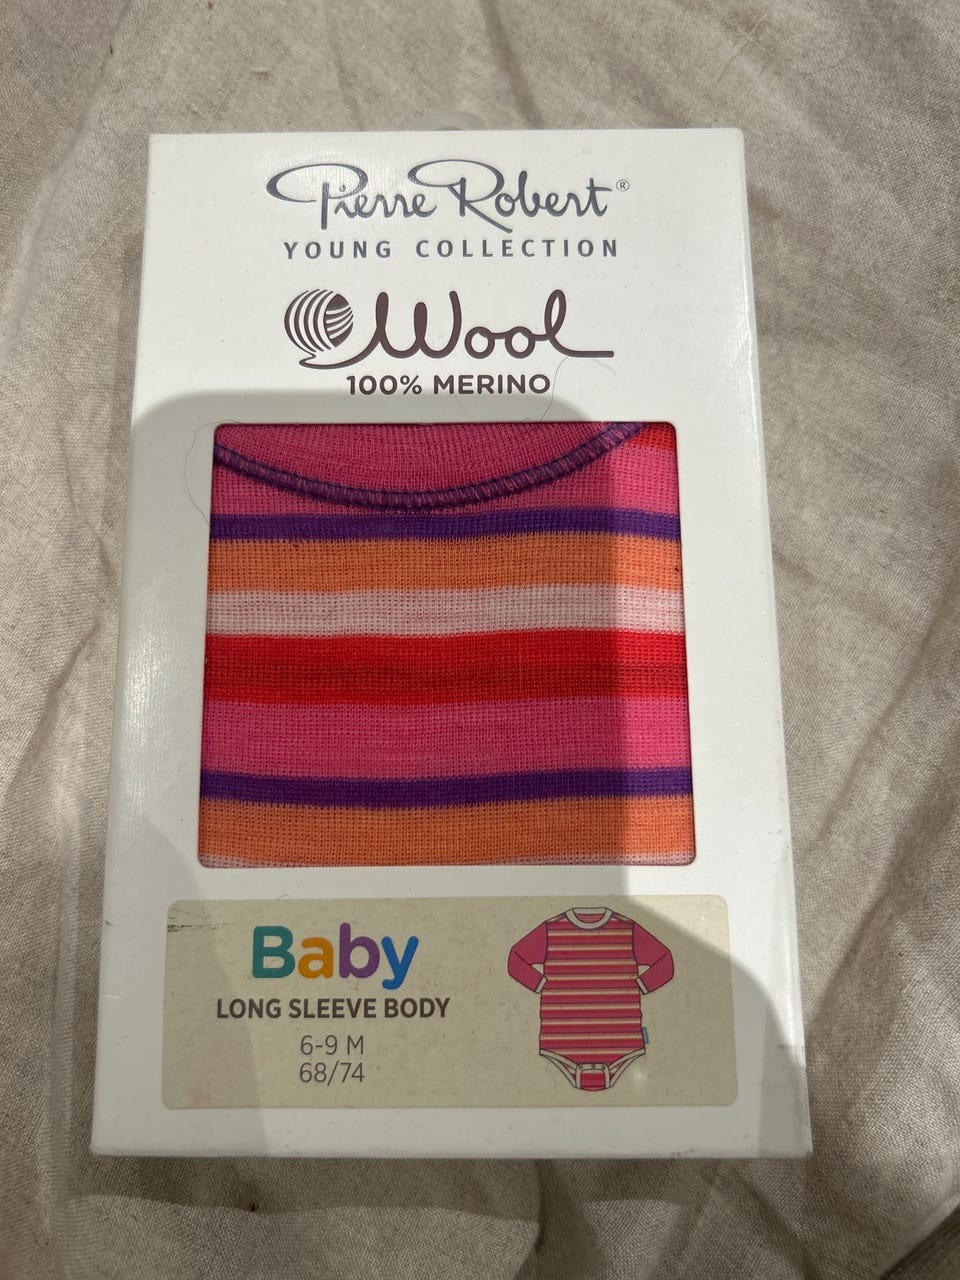 Pierre Robert®
YOUNG COLLECTION
Wool
100% MERINO
Baby
LONG SLEEVE BODY
6-9 M
68/74